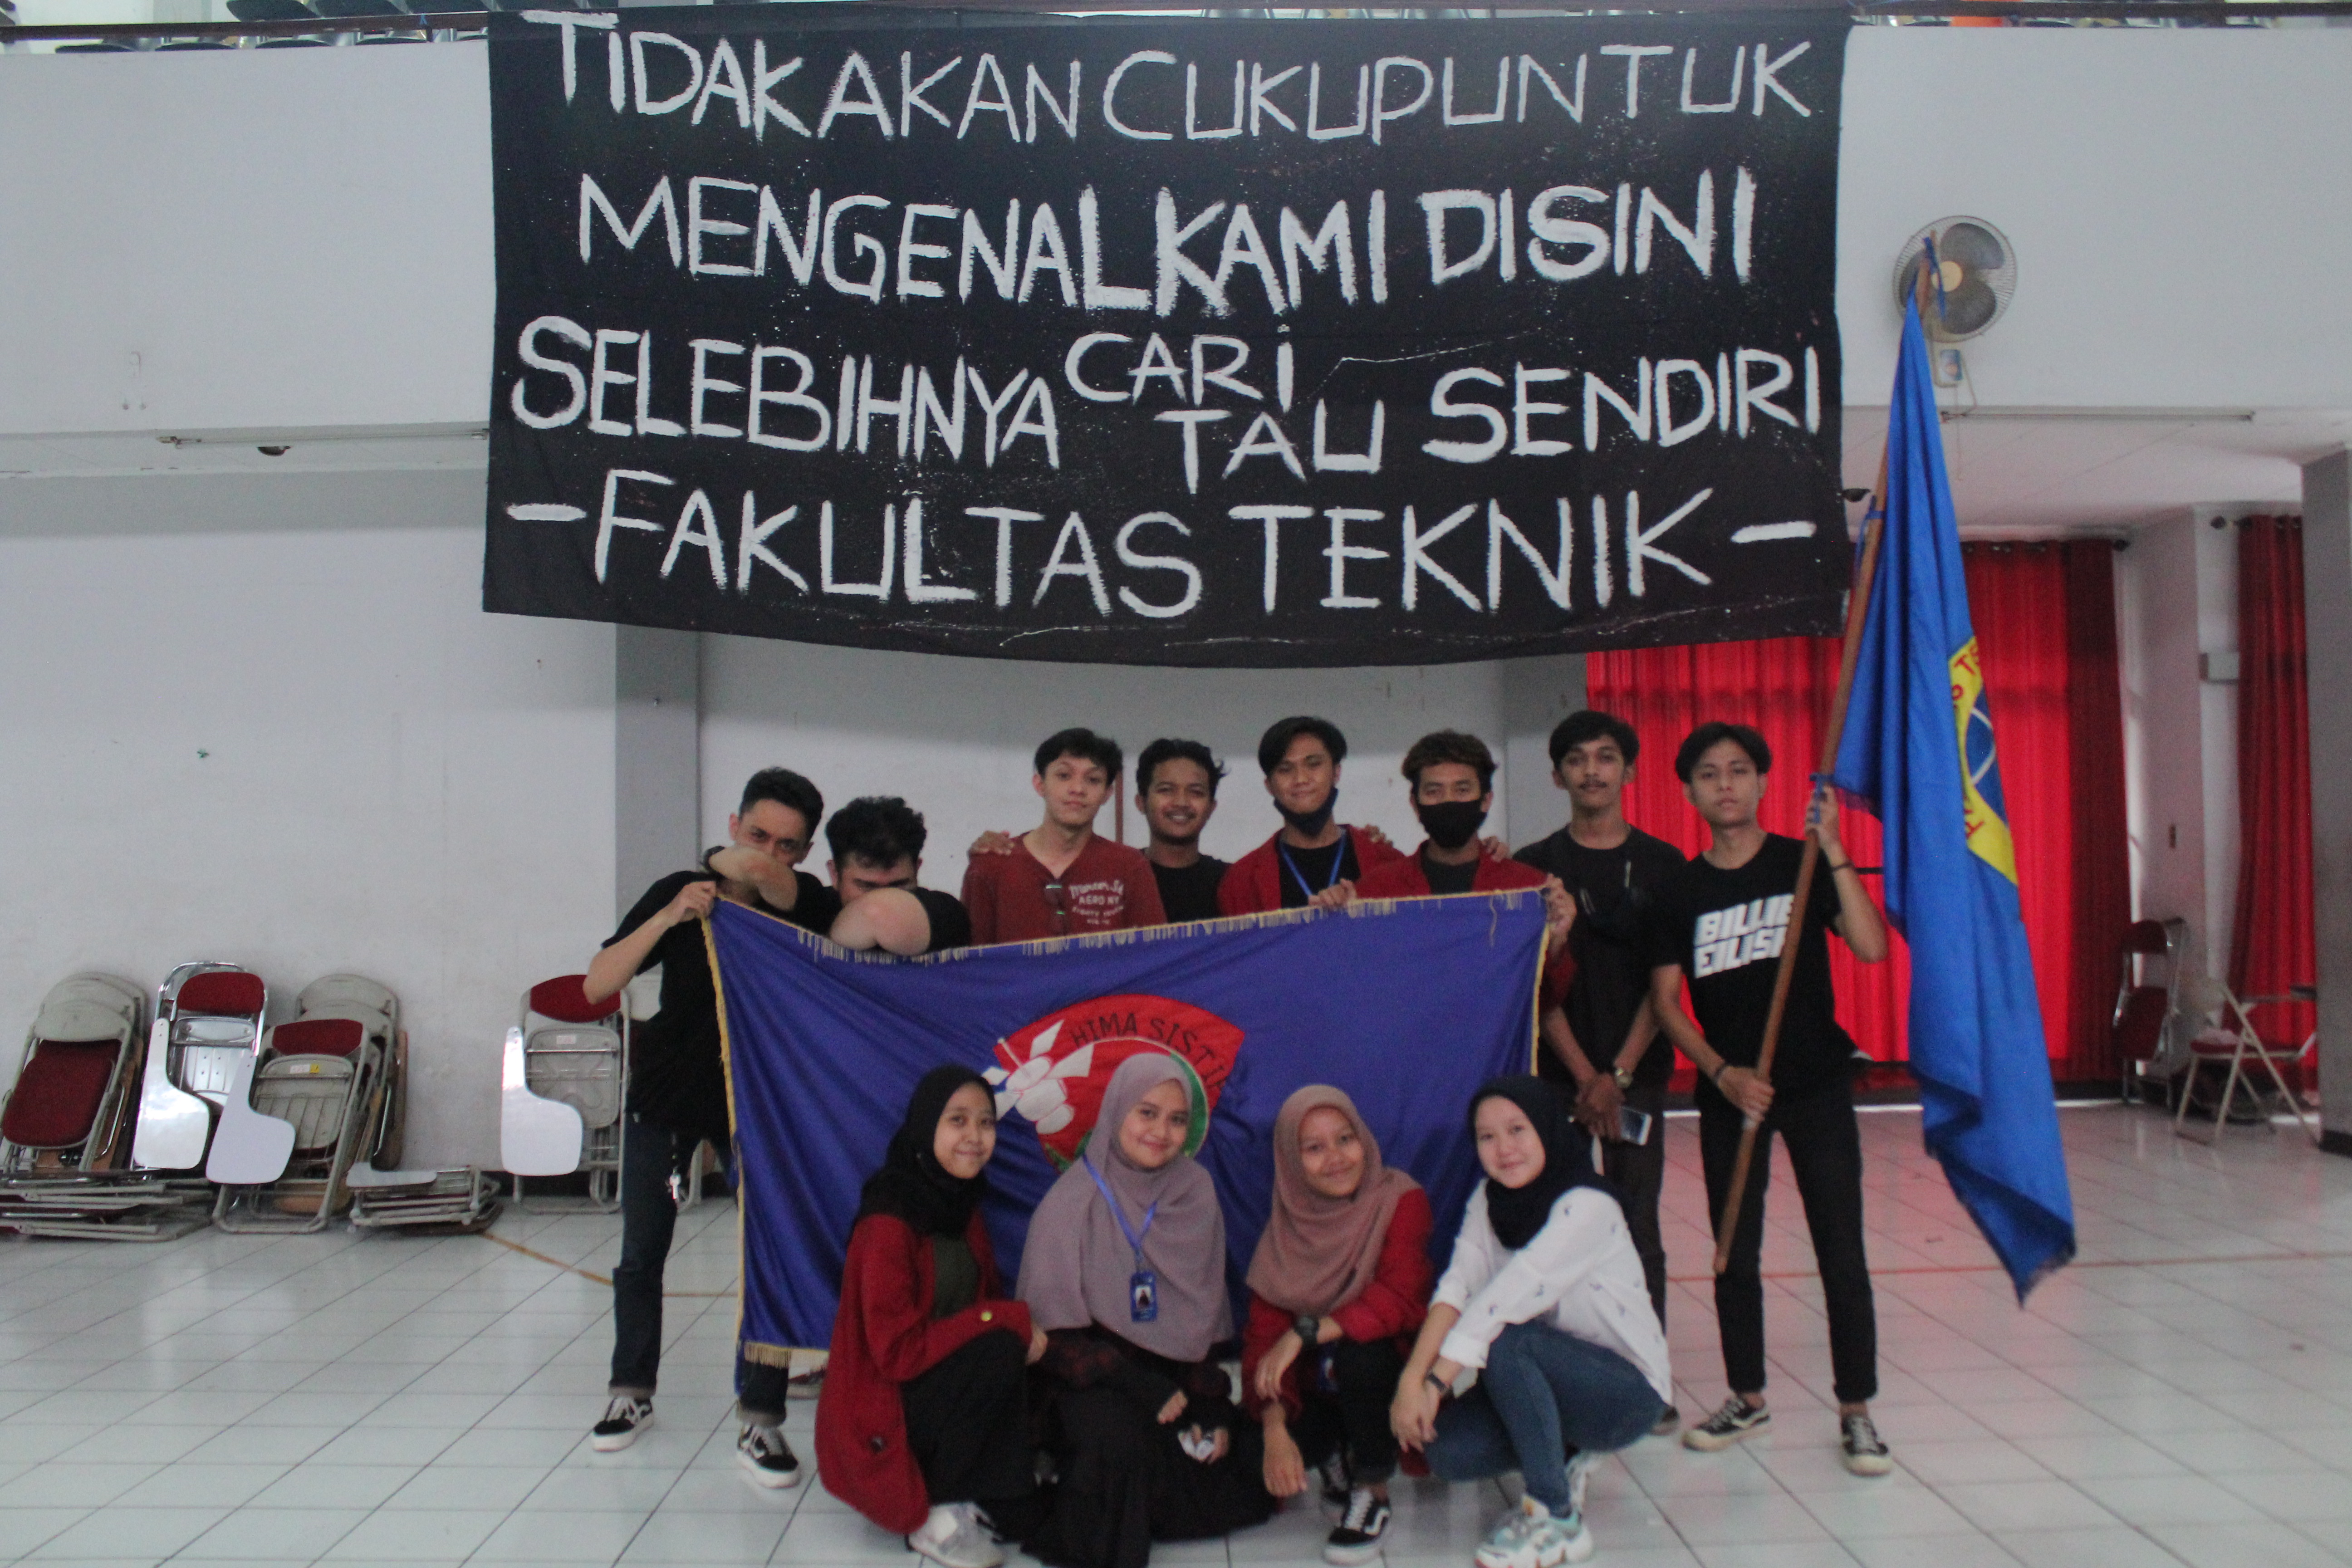 TIDAK AKAN CUKUP UNTUK
MENGENAL KAMI DISINI
SELEBIHNYA CARi TAU SENDIRI
-FAKULTAS TEKNIK-
BILLIE
EILISH
HIMA SISTI